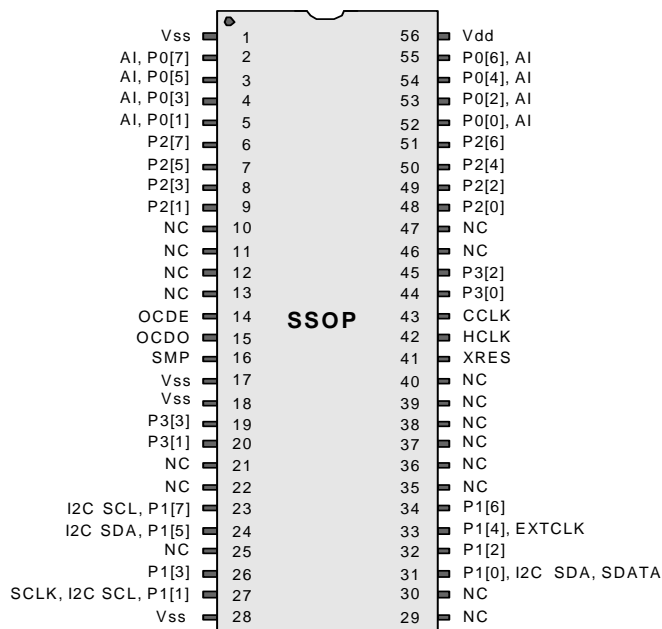 Vss 1 56 Vdd
AI, P0[7] 2 55 P0[6], AI
AI, P0[5] 3 54 P0[4], AI
AI, P0[3] 4 53 P0[2], AI
AI, P0[1] 5 52 P0[0], AI
P2[7] 6 51 P2[6]
P2[5] 7 50 P2[4]
P2[3] 8 49 P2[2]
P2[1] 9 48 P2[0]
NC 10 47 NC
NC 11 46 NC
NC 12 45 P3[2]
NC 13 44 P3[0]
OCDE 14 SSOP 43 CCLK
OCDO 15 42 HCLK
SMP 16 41 XRES
Vss 17 40 NC
Vss 18 39 NC
P3[3] 19 38 NC
P3[1] 20 37 NC
NC 21 36 NC
NC 22 35 NC
I2C SCL, P1[7] 23 34 P1[6]
I2C SDA, P1[5] 24 33 P1[4], EXTCLK
NC 25 32 P1[2]
P1[3] 26 31 P1[0], I2C SDA, SDATA
SCLK, I2C SCL, P1[1] 27 30 NC
Vss 28 29 NC